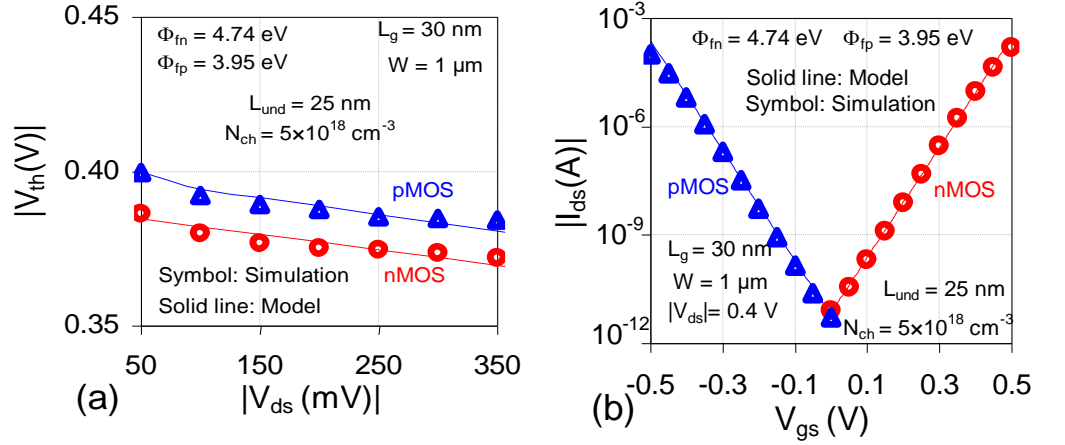 0.45
0.40
0.35
|Vth(V)|
Φfn = 4.74 eV
Φfp = 3.95 eV
Lg = 30 nm
W = 1 µm
Lund = 25 nm
Nch = 5×10^18 cm^-3
pMOS
nMOS
Symbol: Simulation
Solid line: Model
50 150 250 350
(a)
|Vds (mV)|
10^-3
10^-6
10^-9
10^-12
|Ids(A)|
Φfn = 4.74 eV Φfp = 3.95 eV
Solid line: Model
Symbol: Simulation
pMOS
nMOS
Lg = 30 nm
W = 1 µm
|Vds|= 0.4 V
Lund = 25 nm
Nch = 5×10^18 cm^-3
-0.5 -0.3 -0.1 0.1 0.3 0.5
(b)
Vgs (V)